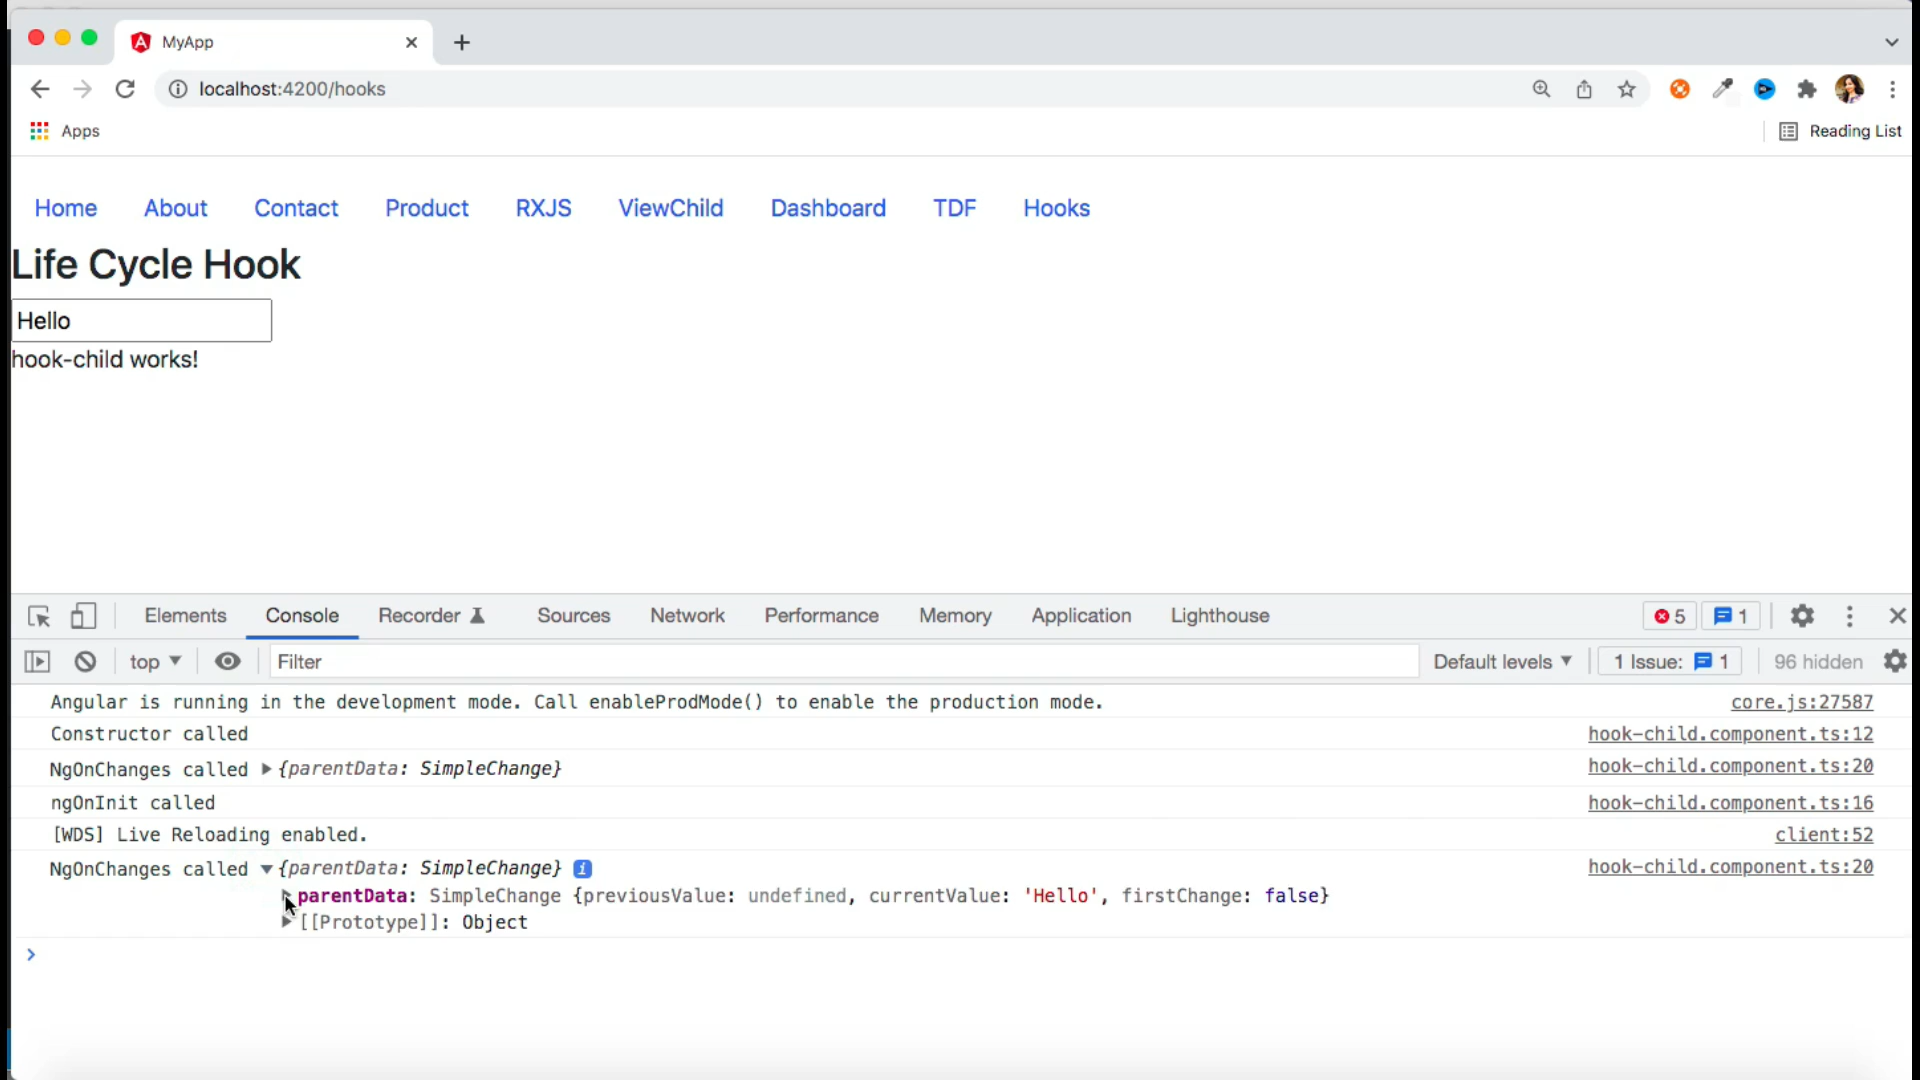 MyApp
localhost:4200/hooks
Apps
Reading List
Home About Contact Product RXJS ViewChild Dashboard TDF Hooks
Life Cycle Hook
Hello
hook-child works!
Elements Console Recorder Sources Network Performance Memory Application Lighthouse 5 1
top Filter Default levels 1 Issue: 1 96 hidden
Angular is running in the development mode. Call enableProdMode() to enable the production mode. core.js:27587
Constructor called hook-child.component.ts:12
NgOnChanges called {parentData: SimpleChange} hook-child.component.ts:20
ngOnInit called hook-child.component.ts:16
[WDS] Live Reloading enabled. client:52
NgOnChanges called {parentData: SimpleChange} i hook-child.component.ts:20
parentData: SimpleChange {previousValue: undefined, currentValue: 'Hello', firstChange: false}
[[Prototype]]: Object